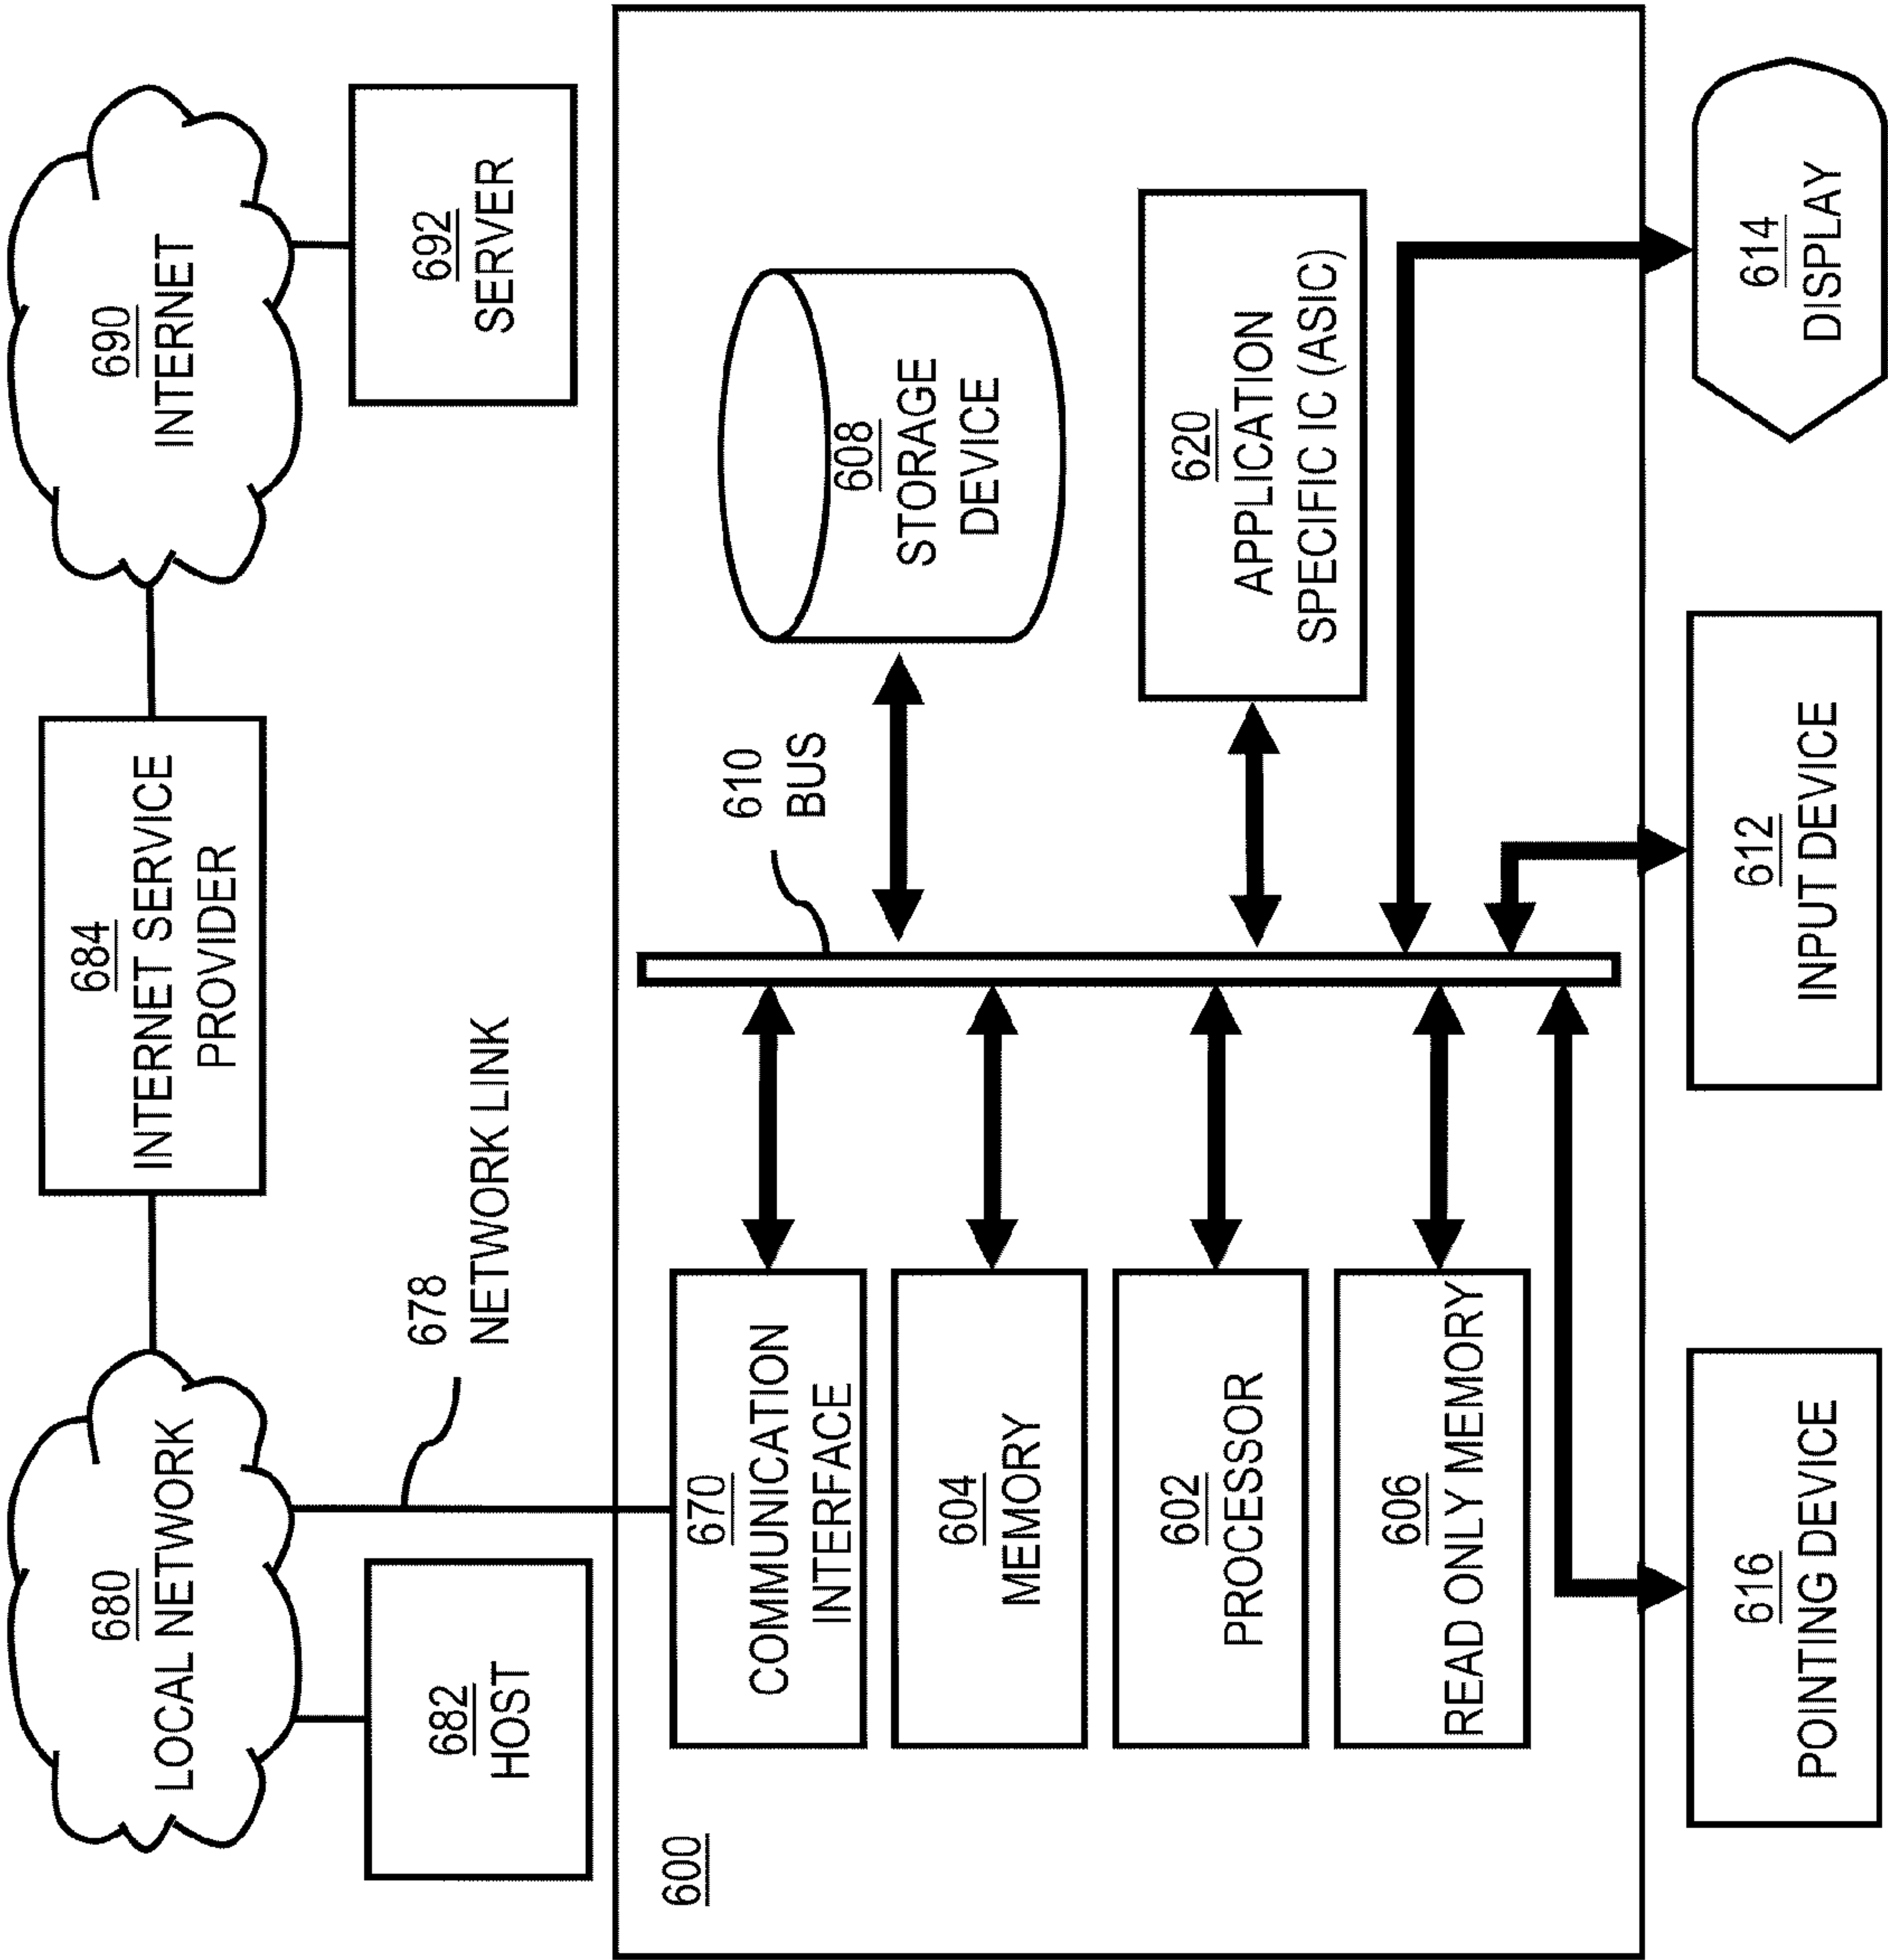 680
LOCAL NETWORK
684
INTERNET SERVICE
PROVIDER
690
INTERNET
682
HOST
678
NETWORK LINK
692
SERVER
600
670
COMMUNICATION
INTERFACE
610
BUS
608
STORAGE
DEVICE
604
MEMORY
602
PROCESSOR
620
APPLICATION
SPECIFIC IC (ASIC)
606
READ ONLY MEMORY
616
POINTING DEVICE
612
INPUT DEVICE
614
DISPLAY